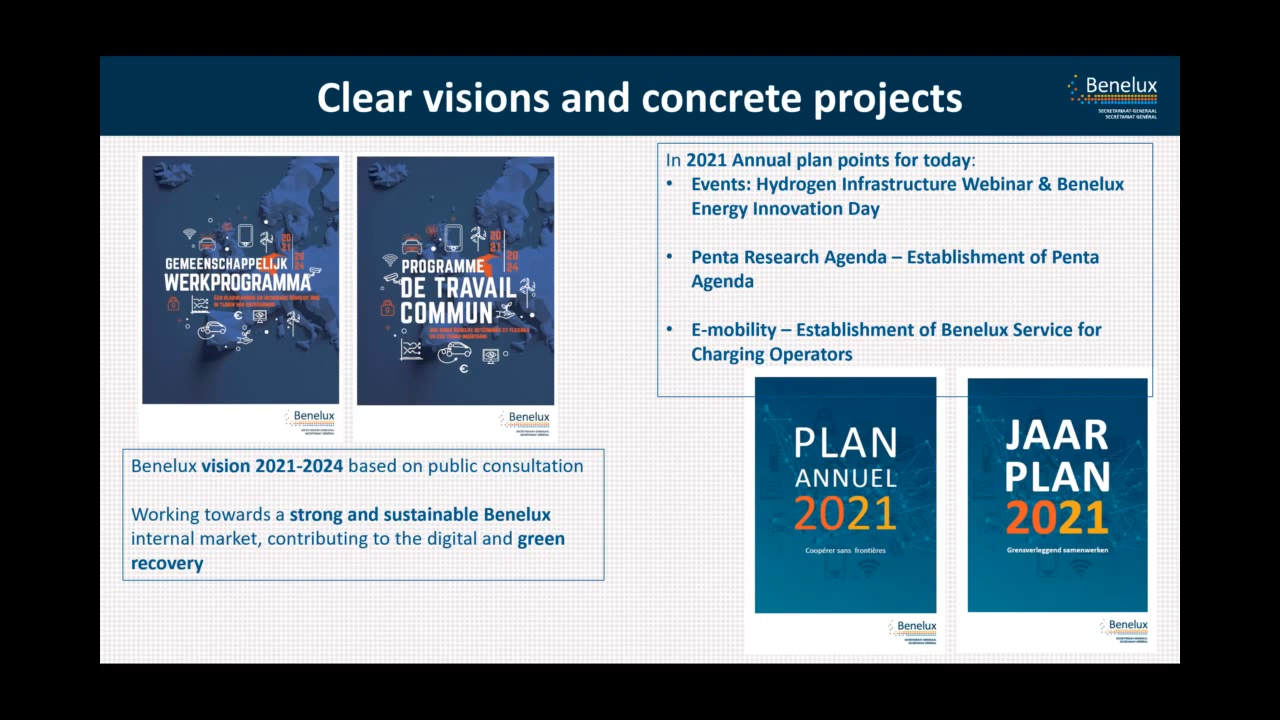 Clear visions and concrete projects
Benelux
SECRETARIAAT-GENERAAL
SECRÉTARIAT GÉNÉRAL
2021
2024
GEMEENSCHAPPELIJK
WERKPROGRAMMA
Benelux
2021
2024
PROGRAMME
DE TRAVAIL
COMMUN
Benelux
Benelux vision 2021-2024 based on public consultation
Working towards a strong and sustainable Benelux
internal market, contributing to the digital and green
recovery
In 2021 Annual plan points for today:
• Events: Hydrogen Infrastructure Webinar & Benelux
Energy Innovation Day
• Penta Research Agenda – Establishment of Penta
Agenda
• E-mobility – Establishment of Benelux Service for
Charging Operators
PLAN
ANNUEL
2021
Coopérer sans frontières
Benelux
JAAR
PLAN
2021
Grensverleggend samenwerken
Benelux